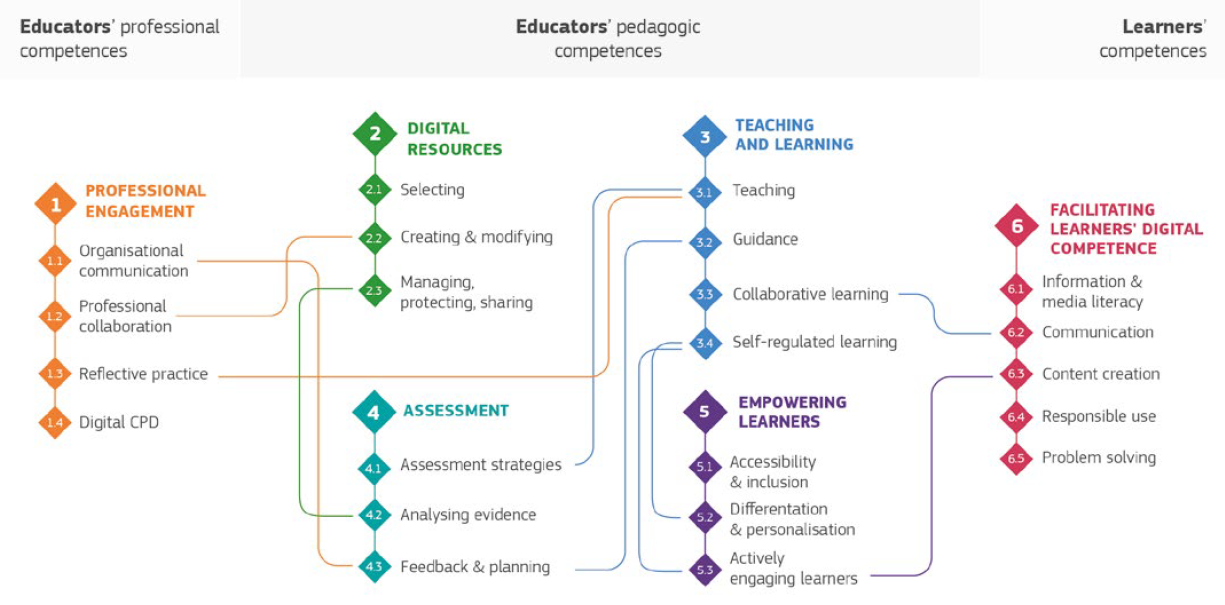 Educators' professional
competences
Educators' pedagogic
competences
Learners'
competences
1
PROFESSIONAL
ENGAGEMENT
1.1
Organisational
communication
1.2
Professional
collaboration
1.3
Reflective practice
1.4
Digital CPD
2
DIGITAL
RESOURCES
2.1
Selecting
2.2
Creating & modifying
2.3
Managing,
protecting, sharing
3
TEACHING
AND LEARNING
3.1
Teaching
3.2
Guidance
3.3
Collaborative learning
3.4
Self-regulated learning
4
ASSESSMENT
4.1
Assessment strategies
4.2
Analysing evidence
4.3
Feedback & planning
5
EMPOWERING
LEARNERS
5.1
Accessibility
& inclusion
5.2
Differentation
& personalisation
5.3
Actively
engaging learners
6
FACILITATING
LEARNERS' DIGITAL
COMPETENCE
6.1
Information &
media literacy
6.2
Communication
6.3
Content creation
6.4
Responsible use
6.5
Problem solving